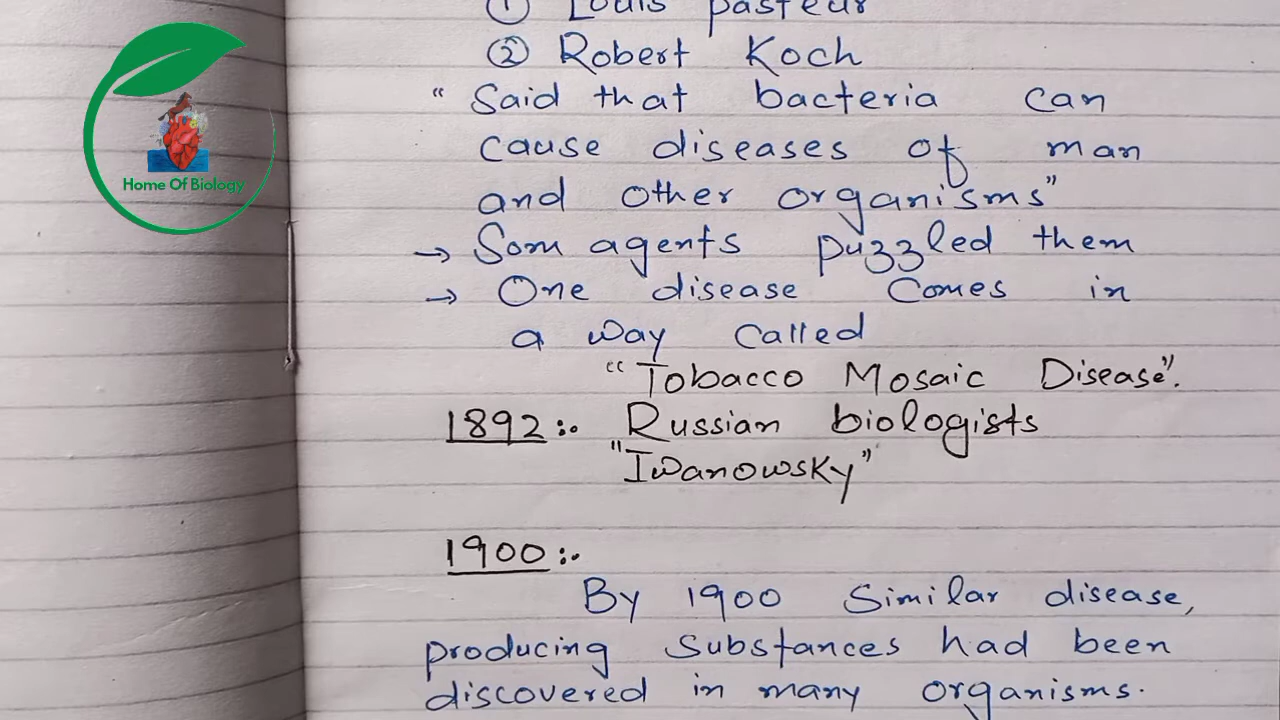 ① Louis pasteur
② Robert Koch
“ Said that bacteria can
cause diseases of man
and other organisms”
→ Som agents puzzled them
→ One disease Comes in
a way Called
“Tobacco Mosaic Disease”.
1892:. Russian biologists
“Iwanowsky”
1900:.
By 1900 Similar disease,
producing Substances had been
discovered in many organisms.
Home Of Biology